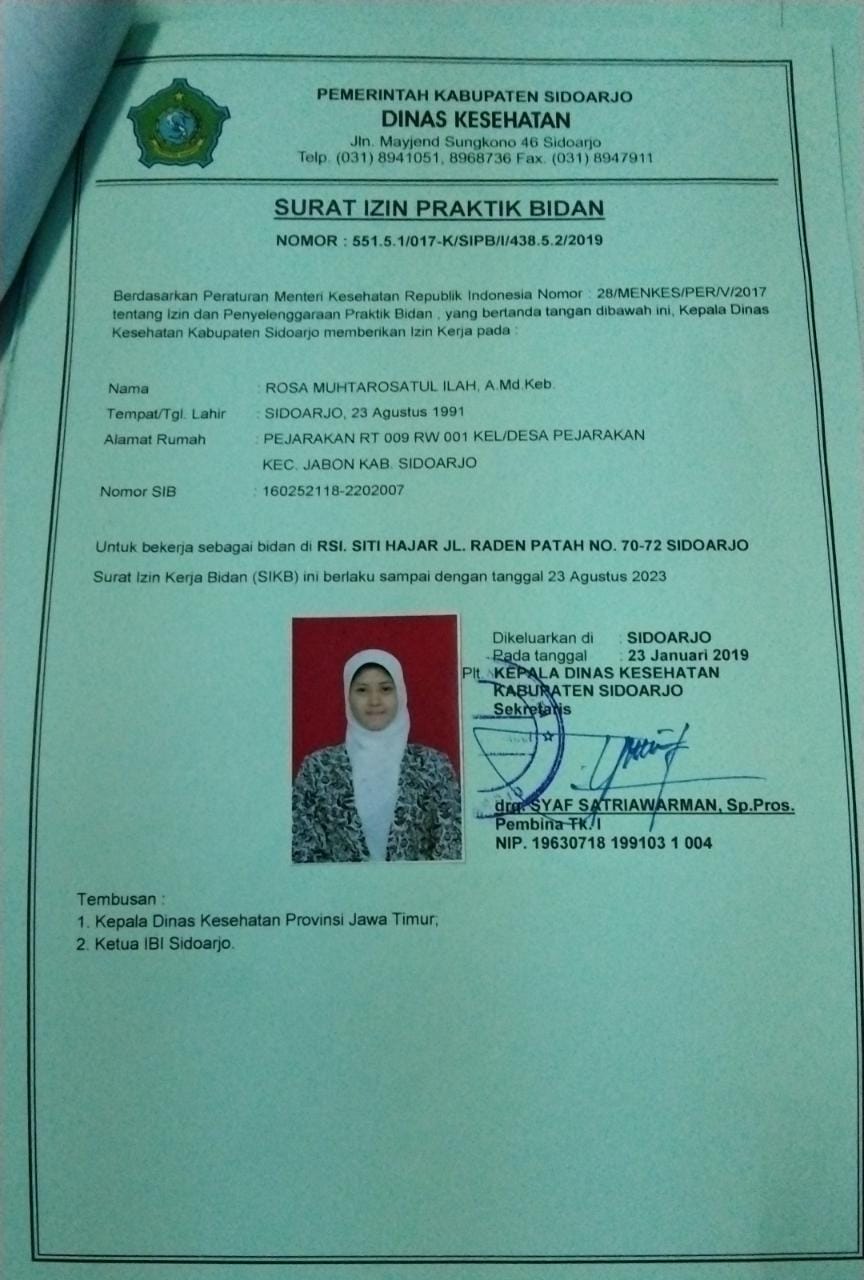 PEMERINTAH KABUPATEN SIDOARJO
DINAS KESEHATAN
Jln. Mayjend Sungkono 46 Sidoarjo
Telp. (031) 8941051, 8968736 Fax. (031) 8947911
SURAT IZIN PRAKTIK BIDAN
NOMOR : 551.5.1/017-K/SIPB/I/438.5.2/2019
Berdasarkan Peraturan Menteri Kesehatan Republik Indonesia Nomor : 28/MENKES/PER/V/2017
tentang Izin dan Penyelenggaraan Praktik Bidan , yang bertanda tangan dibawah ini, Kepala Dinas
Kesehatan Kabupaten Sidoarjo memberikan Izin Kerja pada :
Nama : ROSA MUHTAROSATUL ILAH, A.Md.Keb.
Tempat/Tgl. Lahir : SIDOARJO, 23 Agustus 1991
Alamat Rumah : PEJARAKAN RT 009 RW 001 KEL/DESA PEJARAKAN
KEC. JABON KAB. SIDOARJO
Nomor SIB : 160252118-2202007
Untuk bekerja sebagai bidan di RSI. SITI HAJAR JL. RADEN PATAH NO. 70-72 SIDOARJO
Surat Izin Kerja Bidan (SIKB) ini berlaku sampai dengan tanggal 23 Agustus 2023
Dikeluarkan di : SIDOARJO
Pada tanggal : 23 Januari 2019
Plt. KEPALA DINAS KESEHATAN
KABUPATEN SIDOARJO
Sekretaris
drg. SYAF SATRIAWARMAN, Sp.Pros.
Pembina Tk. I
NIP. 19630718 199103 1 004
Tembusan :
1. Kepala Dinas Kesehatan Provinsi Jawa Timur;
2. Ketua IBI Sidoarjo.